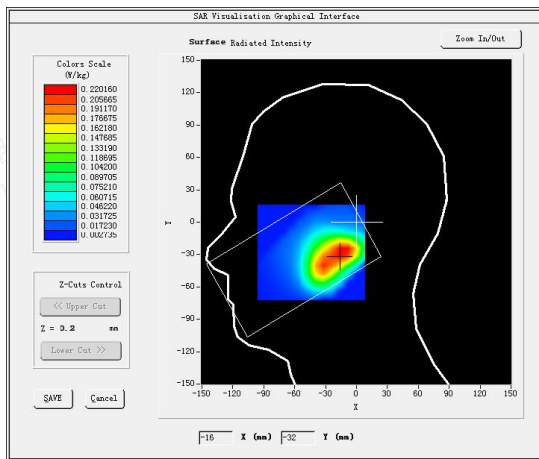 SAR Visualisation Graphical Interface
Surface Radiated Intensity
Zoom In/Out
Colors Scale
(W/kg)
0.220160
0.205665
0.191170
0.176675
0.162180
0.147685
0.133190
0.118695
0.104200
0.089705
0.075210
0.060715
0.046220
0.031725
0.017230
0.002735
Z-Cuts Control
<< Upper Cut
Z = 3.2 mm
Lower Cut >>
SAVE Cancel
150
120
90
60
30
0
-30
-60
-90
-120
-150
Y
-150 -120 -90 -60 -30 0 30 60 90 120 150
X
-16 X (mm) -32 Y (mm)